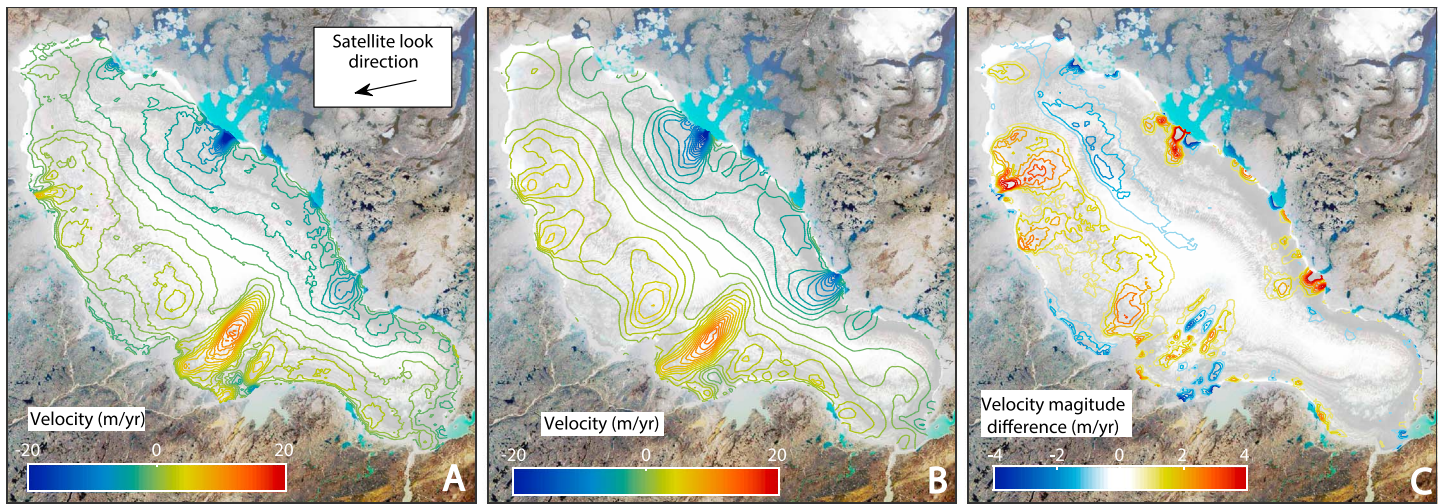 Satellite look
direction
Velocity (m/yr)
-20 0 20
A
Velocity (m/yr)
-20 0 20
B
Velocity magitude
difference (m/yr)
-4 -2 0 2 4
C